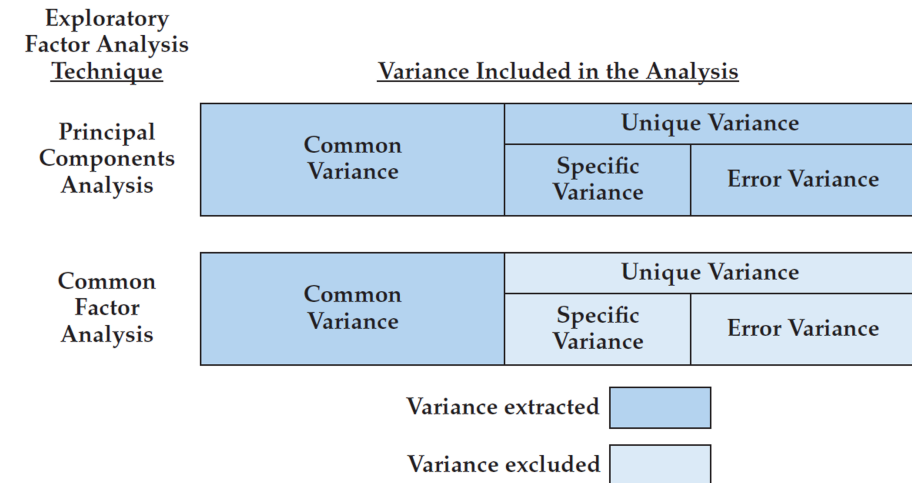 Exploratory
Factor Analysis
Technique
Variance Included in the Analysis
Principal
Components
Analysis
Common
Variance
Unique Variance
Specific
Variance
Error Variance
Common
Factor
Analysis
Common
Variance
Unique Variance
Specific
Variance
Error Variance
Variance extracted
Variance excluded